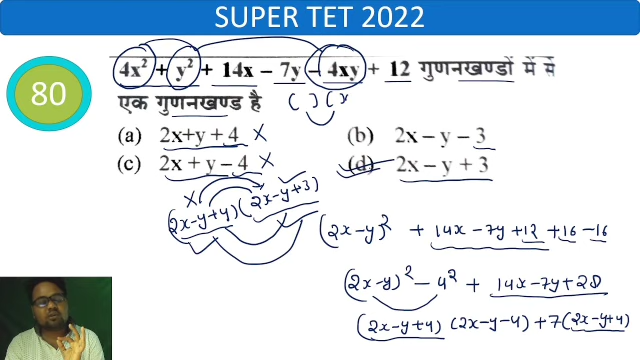 SUPER TET 2022
80
4x² + y² + 14x – 7y – 4xy + 12 गुणनखण्डों में में
एक गुणनखण्ड है
( ) (x
(a) 2x+y + 4 ×
(b) 2x – y – 3
(c) 2x + y – 4 ×
(d) 2x – y + 3
(2x-y+4) (2x-y+3)
(2x-y)² + 14x-7y+12 +16 -16
(2x-y)² - 4² + 14x-7y+28
(2x-y+4) (2x-y-4) +7(2x-y+4)